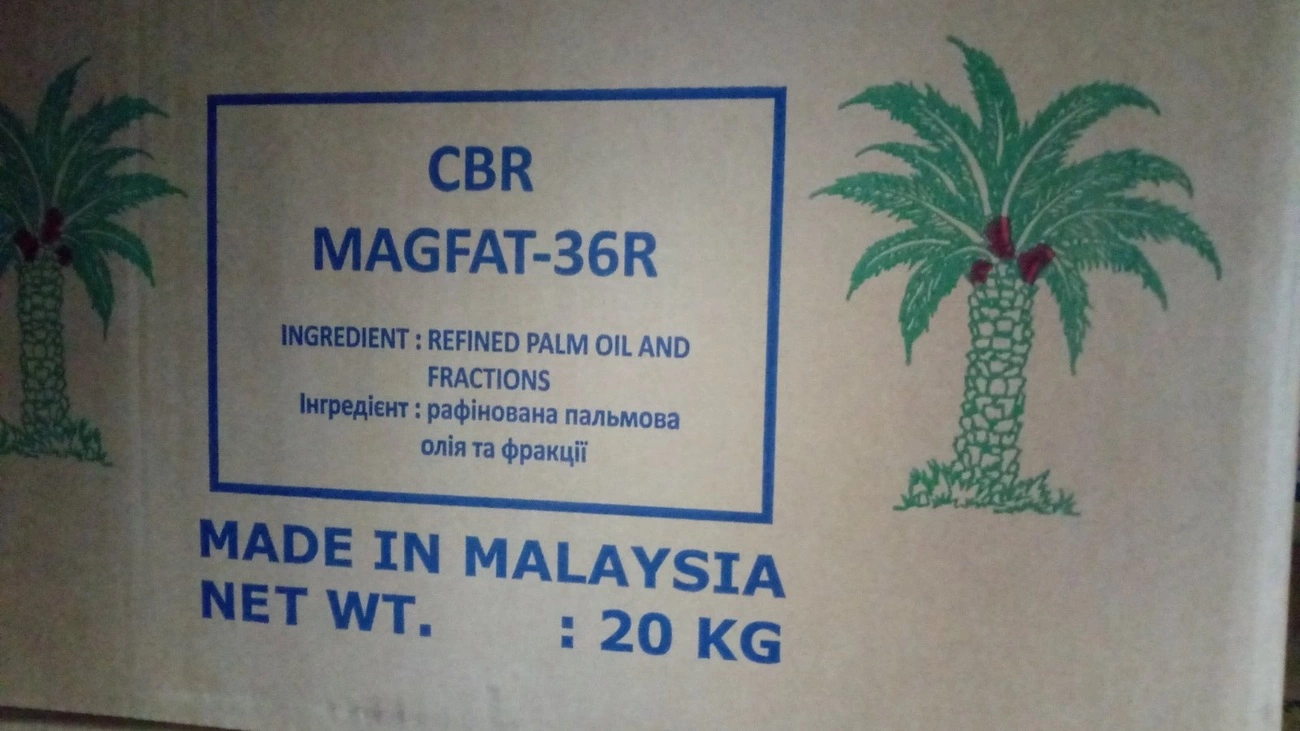 CBR
MAGFAT-36R
INGREDIENT : REFINED PALM OIL AND
FRACTIONS
Інгредієнт : рафінована пальмова
олія та фракції
MADE IN MALAYSIA
NET WT. : 20 KG